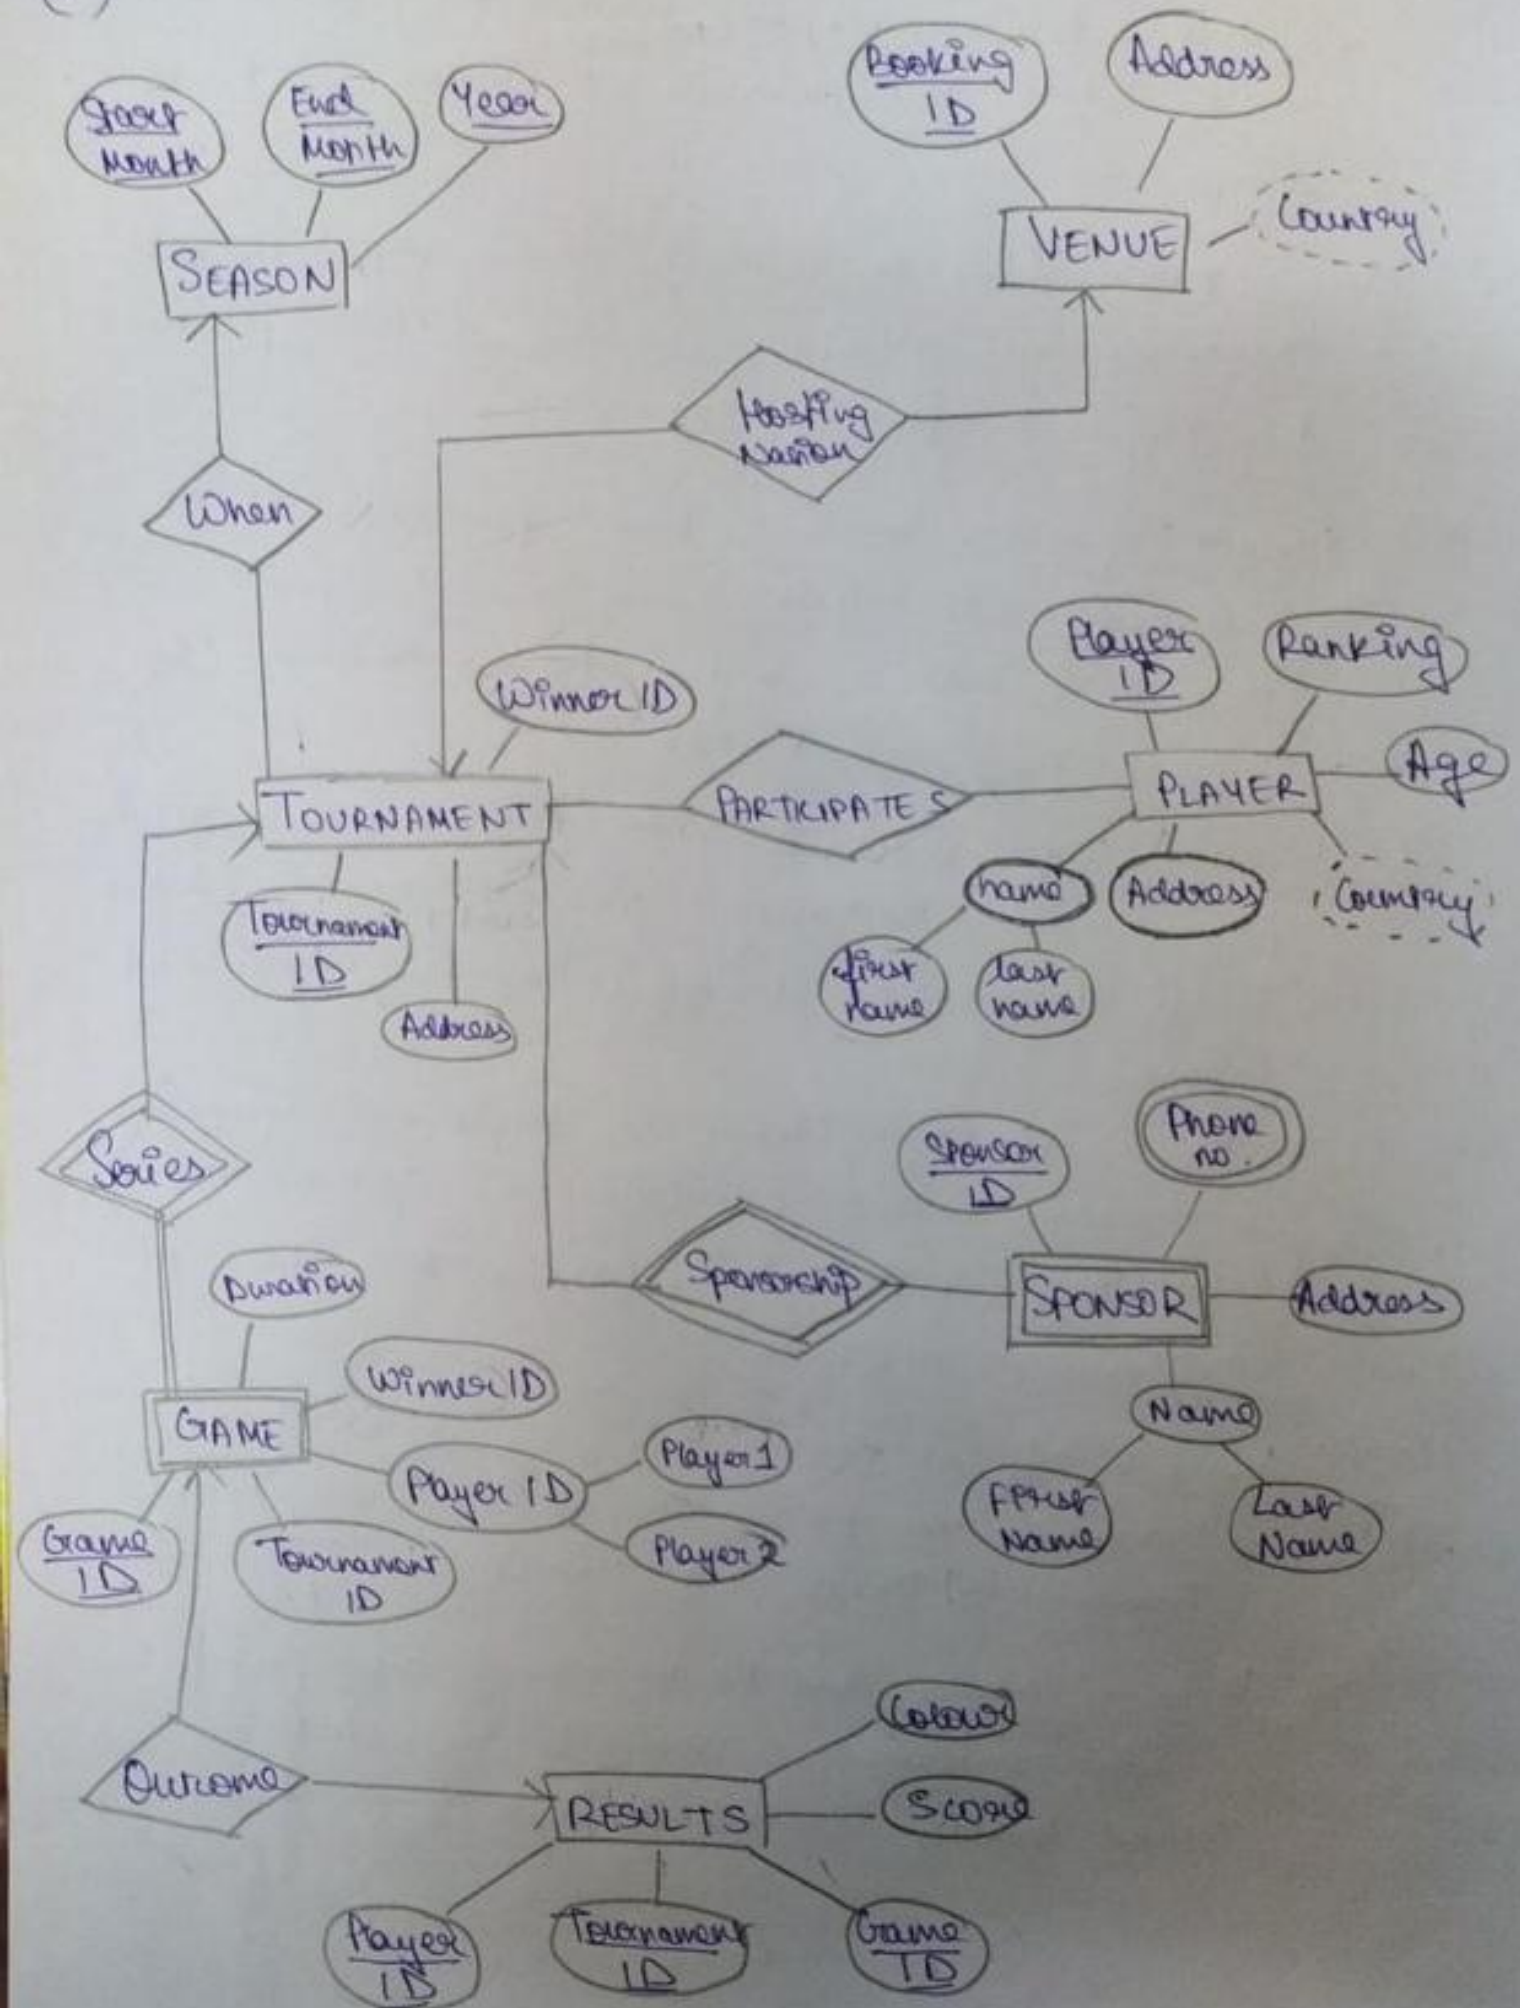 Start
Month
End
Month
Year
Booking
ID
Address
Country
SEASON
VENUE
Hosting
Nation
When
Winner ID
Player
ID
Ranking
Age
TOURNAMENT
PARTICIPATES
PLAYER
name
Address
Country
Tournament
ID
Address
first
name
last
name
Series
Sponsor
ID
Phone
no.
Duration
Sponsorship
SPONSOR
Address
Winner ID
GAME
Player ID
Player 1
Player 2
Name
First
Name
Last
Name
Game
ID
Tournament
ID
Colour
Outcome
RESULTS
Score
Player
ID
Tournament
ID
Game
ID